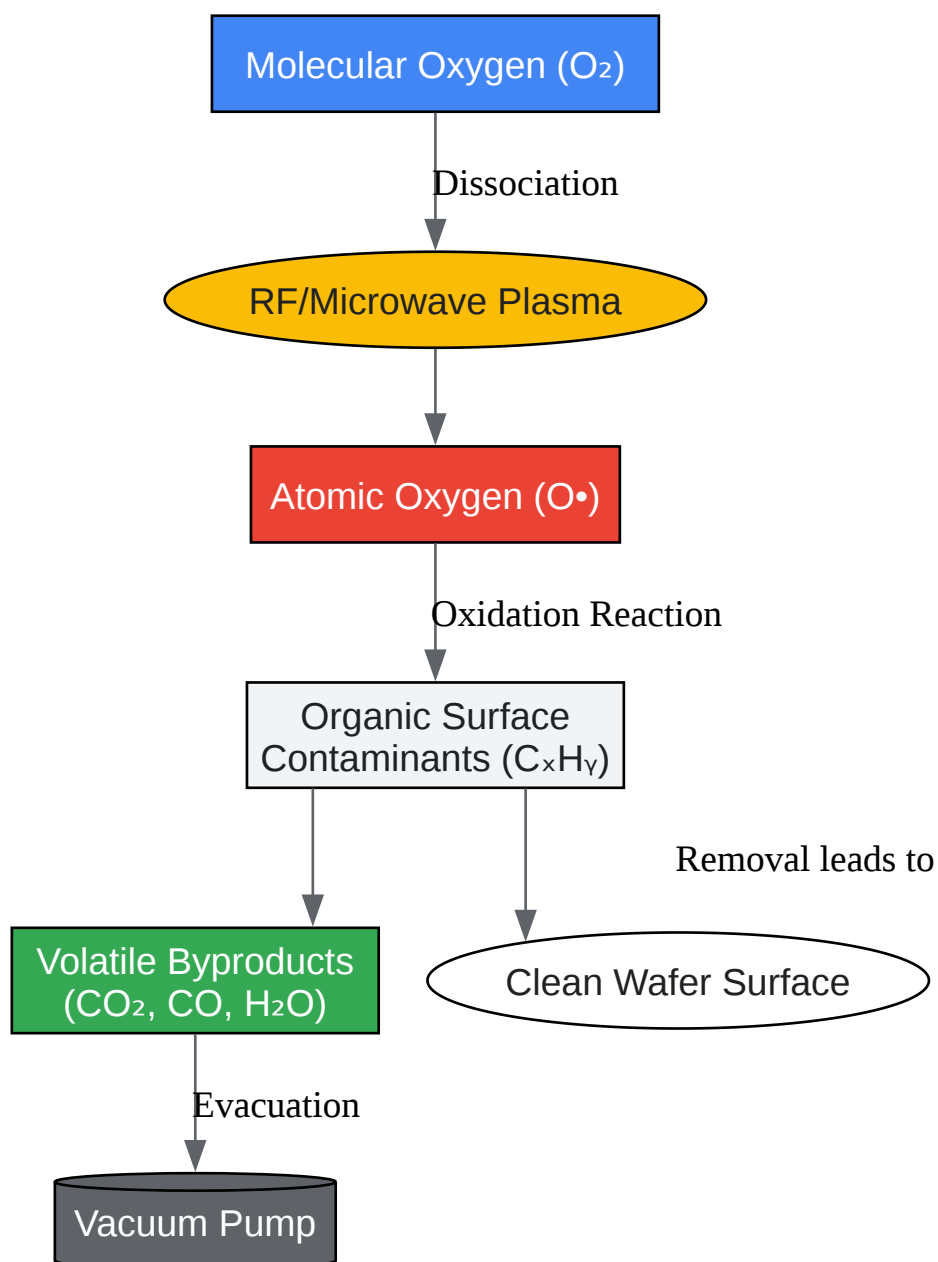 Molecular Oxygen (O₂)
Dissociation
RF/Microwave Plasma
Atomic Oxygen (O•)
Oxidation Reaction
Organic Surface
Contaminants (CₓHᵧ)
Removal leads to
Volatile Byproducts
(CO₂, CO, H₂O)
Clean Wafer Surface
Evacuation
Vacuum Pump